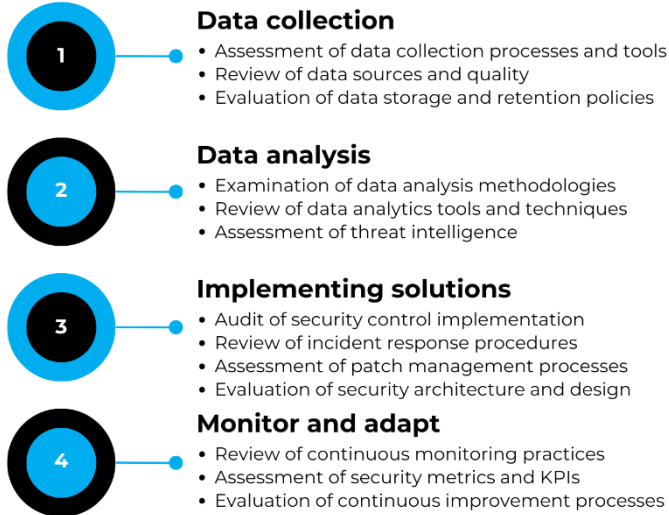 1
Data collection
• Assessment of data collection processes and tools
• Review of data sources and quality
• Evaluation of data storage and retention policies
2
Data analysis
• Examination of data analysis methodologies
• Review of data analytics tools and techniques
• Assessment of threat intelligence
3
Implementing solutions
• Audit of security control implementation
• Review of incident response procedures
• Assessment of patch management processes
• Evaluation of security architecture and design
4
Monitor and adapt
• Review of continuous monitoring practices
• Assessment of security metrics and KPIs
• Evaluation of continuous improvement processes